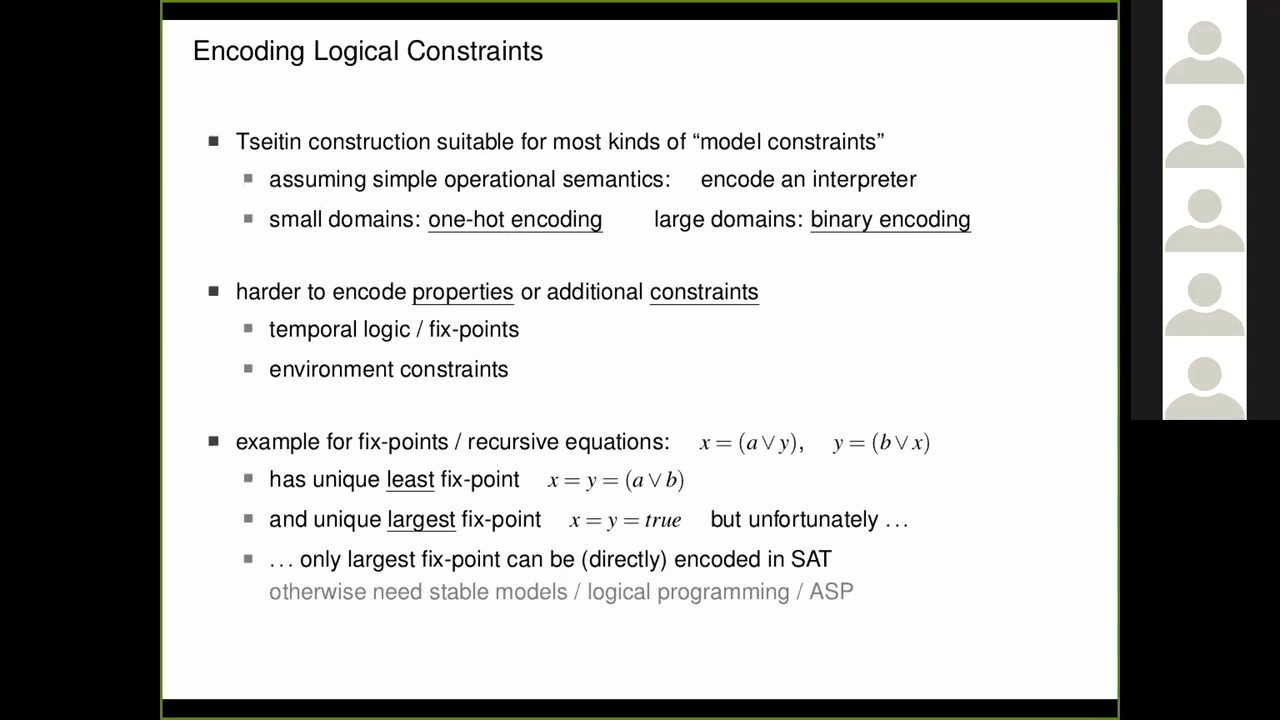 Encoding Logical Constraints
Tseitin construction suitable for most kinds of “model constraints”
assuming simple operational semantics: encode an interpreter
small domains: one-hot encoding large domains: binary encoding
harder to encode properties or additional constraints
temporal logic / fix-points
environment constraints
example for fix-points / recursive equations: x = (a ∨ y), y = (b ∨ x)
has unique least fix-point x = y = (a ∨ b)
and unique largest fix-point x = y = true but unfortunately ...
... only largest fix-point can be (directly) encoded in SAT
otherwise need stable models / logical programming / ASP